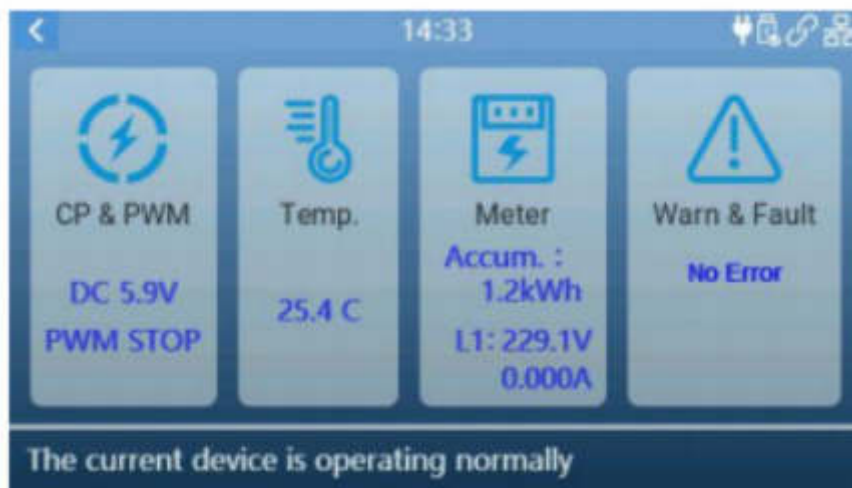 14:33
CP & PWM
DC 5.9V
PWM STOP
Temp.
25.4 C
Meter
Accum. :
1.2kWh
L1: 229.1V
0.000A
Warn & Fault
No Error
The current device is operating normally